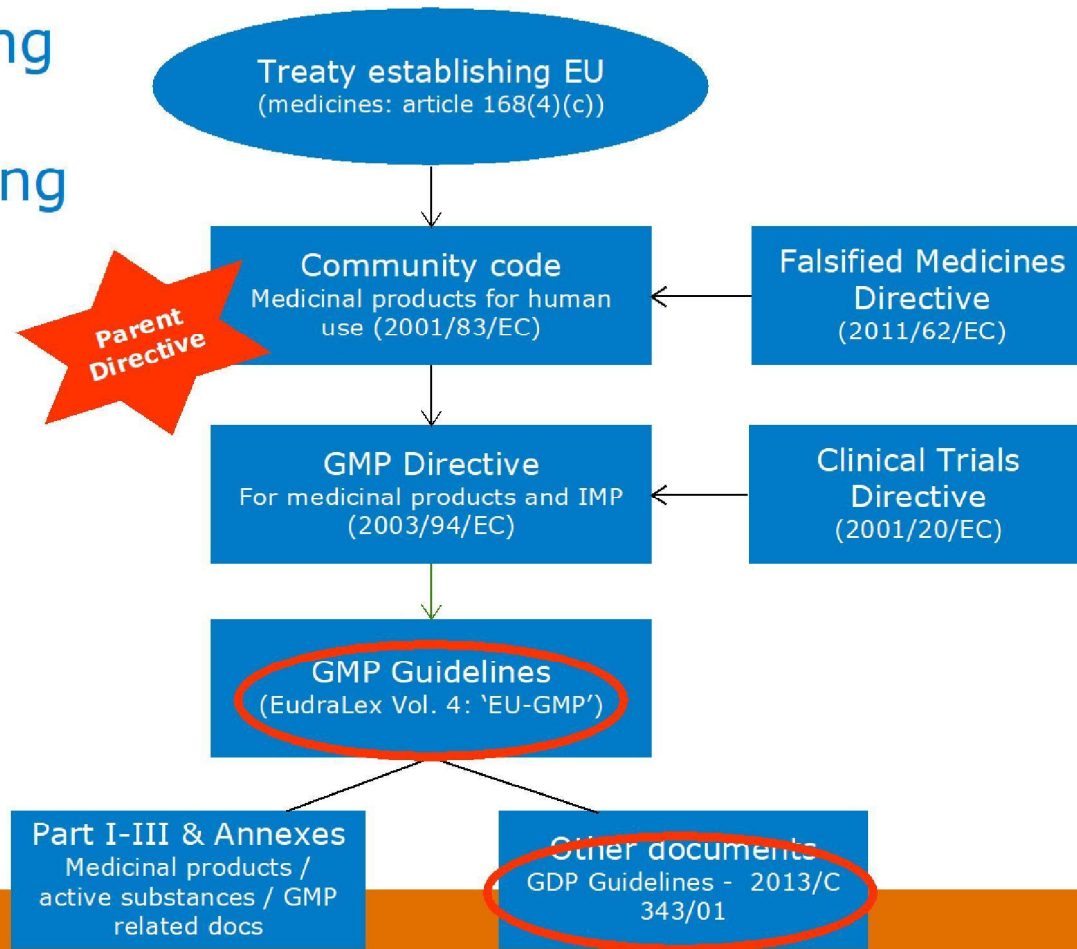 ng
ng
Treaty establishing EU
(medicines: article 168(4)(c))
Parent
Directive
Community code
Medicinal products for human
use (2001/83/EC)
Falsified Medicines
Directive
(2011/62/EC)
GMP Directive
For medicinal products and IMP
(2003/94/EC)
Clinical Trials
Directive
(2001/20/EC)
GMP Guidelines
(EudraLex Vol. 4: ‘EU-GMP’)
Part I-III & Annexes
Medicinal products /
active substances / GMP
related docs
Other documents
GDP Guidelines - 2013/C
343/01